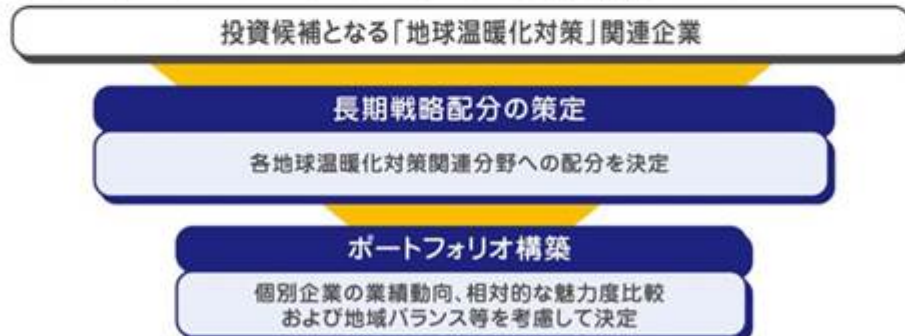 投資候補となる「地球温暖化対策」関連企業
長期戦略配分の策定
各地球温暖化対策関連分野への配分を決定
ポートフォリオ構築
個別企業の業績動向、相対的な魅力度比較
および地域バランス等を考慮して決定